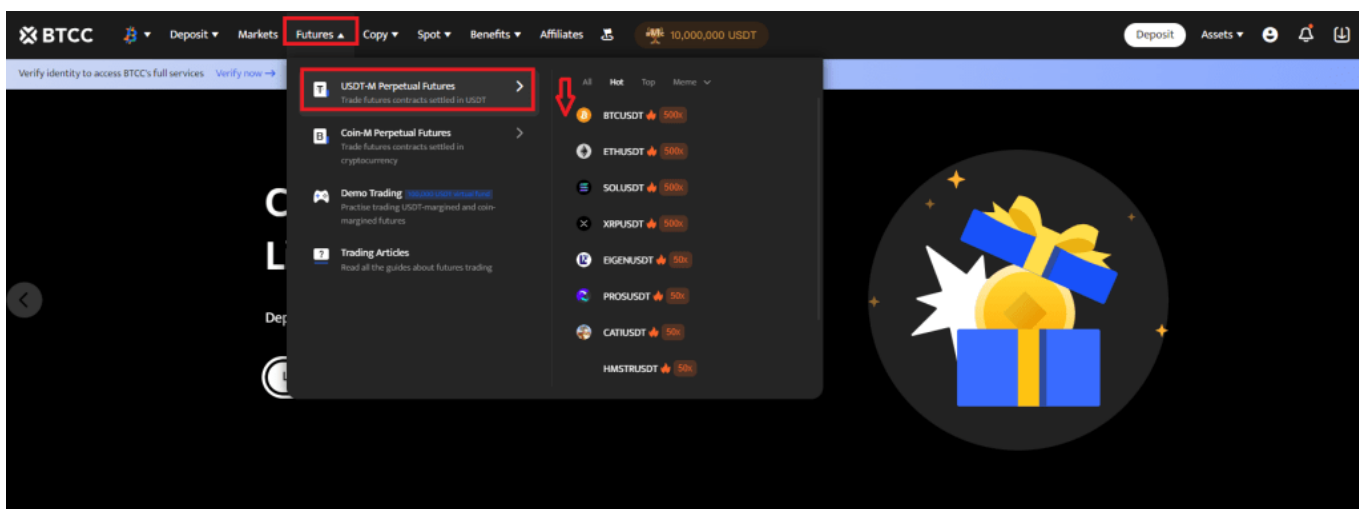 BTCC
Deposit
Markets
Futures
Copy
Spot
Benefits
Affiliates
10,000,000 USDT
Deposit
Assets
Verify identity to access BTCC's full services Verify now →
USDT-M Perpetual Futures
Trade futures contracts settled in USDT
Coin-M Perpetual Futures
Trade futures contracts settled in
cryptocurrency
Demo Trading
Practise trading USDT-margined and coin-
margined futures
Trading Articles
Read all the guides about futures trading
All Hot Top Meme
BTCUSDT 500x
ETHUSDT 500x
SOLUSDT 500x
XRPUSDT 500x
EIGENUSDT 50x
PROSUSDT 50x
CATIUSDT 50x
HMSTRUSDT 50x